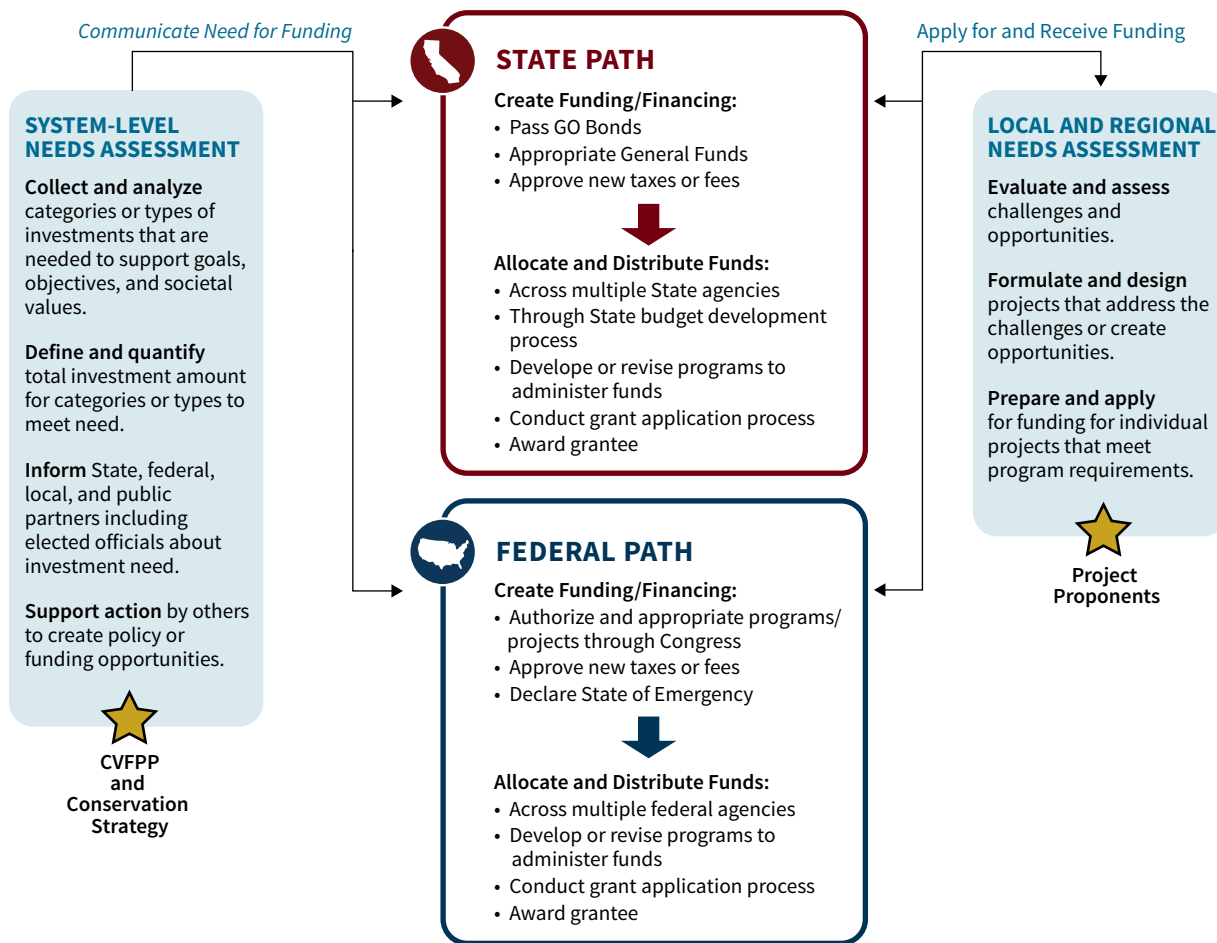 Communicate Need for Funding
Apply for and Receive Funding
SYSTEM-LEVEL
NEEDS ASSESSMENT
Collect and analyze
categories or types of
investments that are
needed to support goals,
objectives, and societal
values.
Define and quantify
total investment amount
for categories or types to
meet need.
Inform State, federal,
local, and public
partners including
elected officials about
investment need.
Support action by others
to create policy or
funding opportunities.
CVFPP
and
Conservation
Strategy
STATE PATH
Create Funding/Financing:
• Pass GO Bonds
• Appropriate General Funds
• Approve new taxes or fees
Allocate and Distribute Funds:
• Across multiple State agencies
• Through State budget development
process
• Develope or revise programs to
administer funds
• Conduct grant application process
• Award grantee
FEDERAL PATH
Create Funding/Financing:
• Authorize and appropriate programs/
projects through Congress
• Approve new taxes or fees
• Declare State of Emergency
Allocate and Distribute Funds:
• Across multiple federal agencies
• Develop or revise programs to
administer funds
• Conduct grant application process
• Award grantee
LOCAL AND REGIONAL
NEEDS ASSESSMENT
Evaluate and assess
challenges and
opportunities.
Formulate and design
projects that address the
challenges or create
opportunities.
Prepare and apply
for funding for individual
projects that meet
program requirements.
Project
Proponents